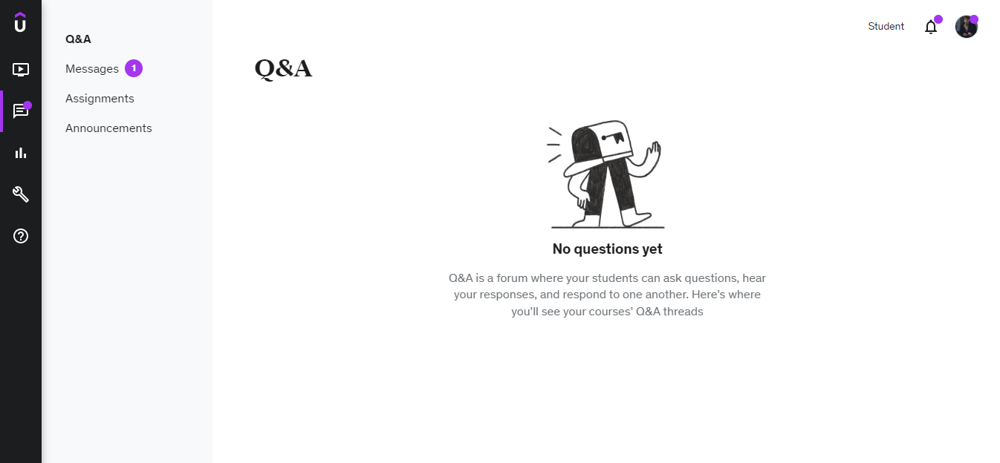 Q&A
Messages 1
Assignments
Announcements
Student
Q&A
No questions yet
Q&A is a forum where your students can ask questions, hear
your responses, and respond to one another. Here’s where
you’ll see your courses’ Q&A threads